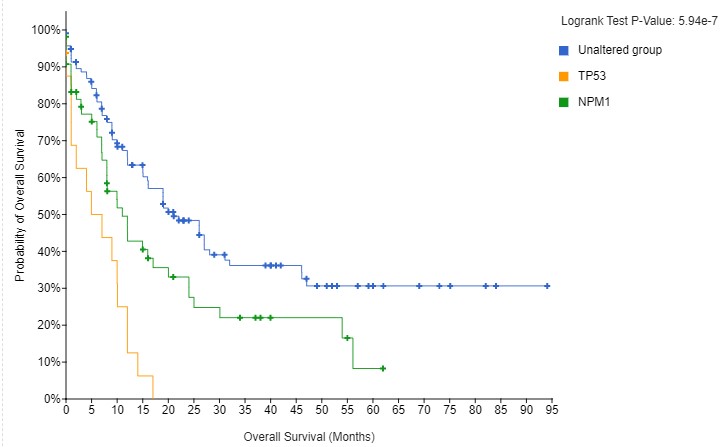 Logrank Test P-Value: 5.94e-7
Unaltered group
TP53
NPM1
Probability of Overall Survival
100%
90%
80%
70%
60%
50%
40%
30%
20%
10%
0%
0 5 10 15 20 25 30 35 40 45 50 55 60 65 70 75 80 85 90 95
Overall Survival (Months)